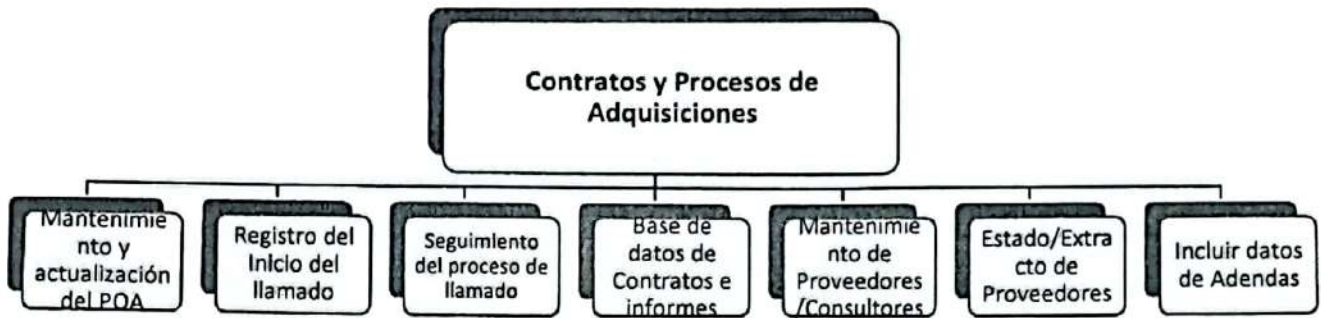 Contratos y Procesos de
Adquisiciones
Mantenimie
nto y
actualización
del POA
Registro del
Inicio del
llamado
Seguimiento
del proceso de
llamado
Base de
datos de
Contratos e
informes
Mantenimie
nto de
Proveedores
/Consultores
Estado/Extra
cto de
Proveedores
Incluir datos
de Adendas